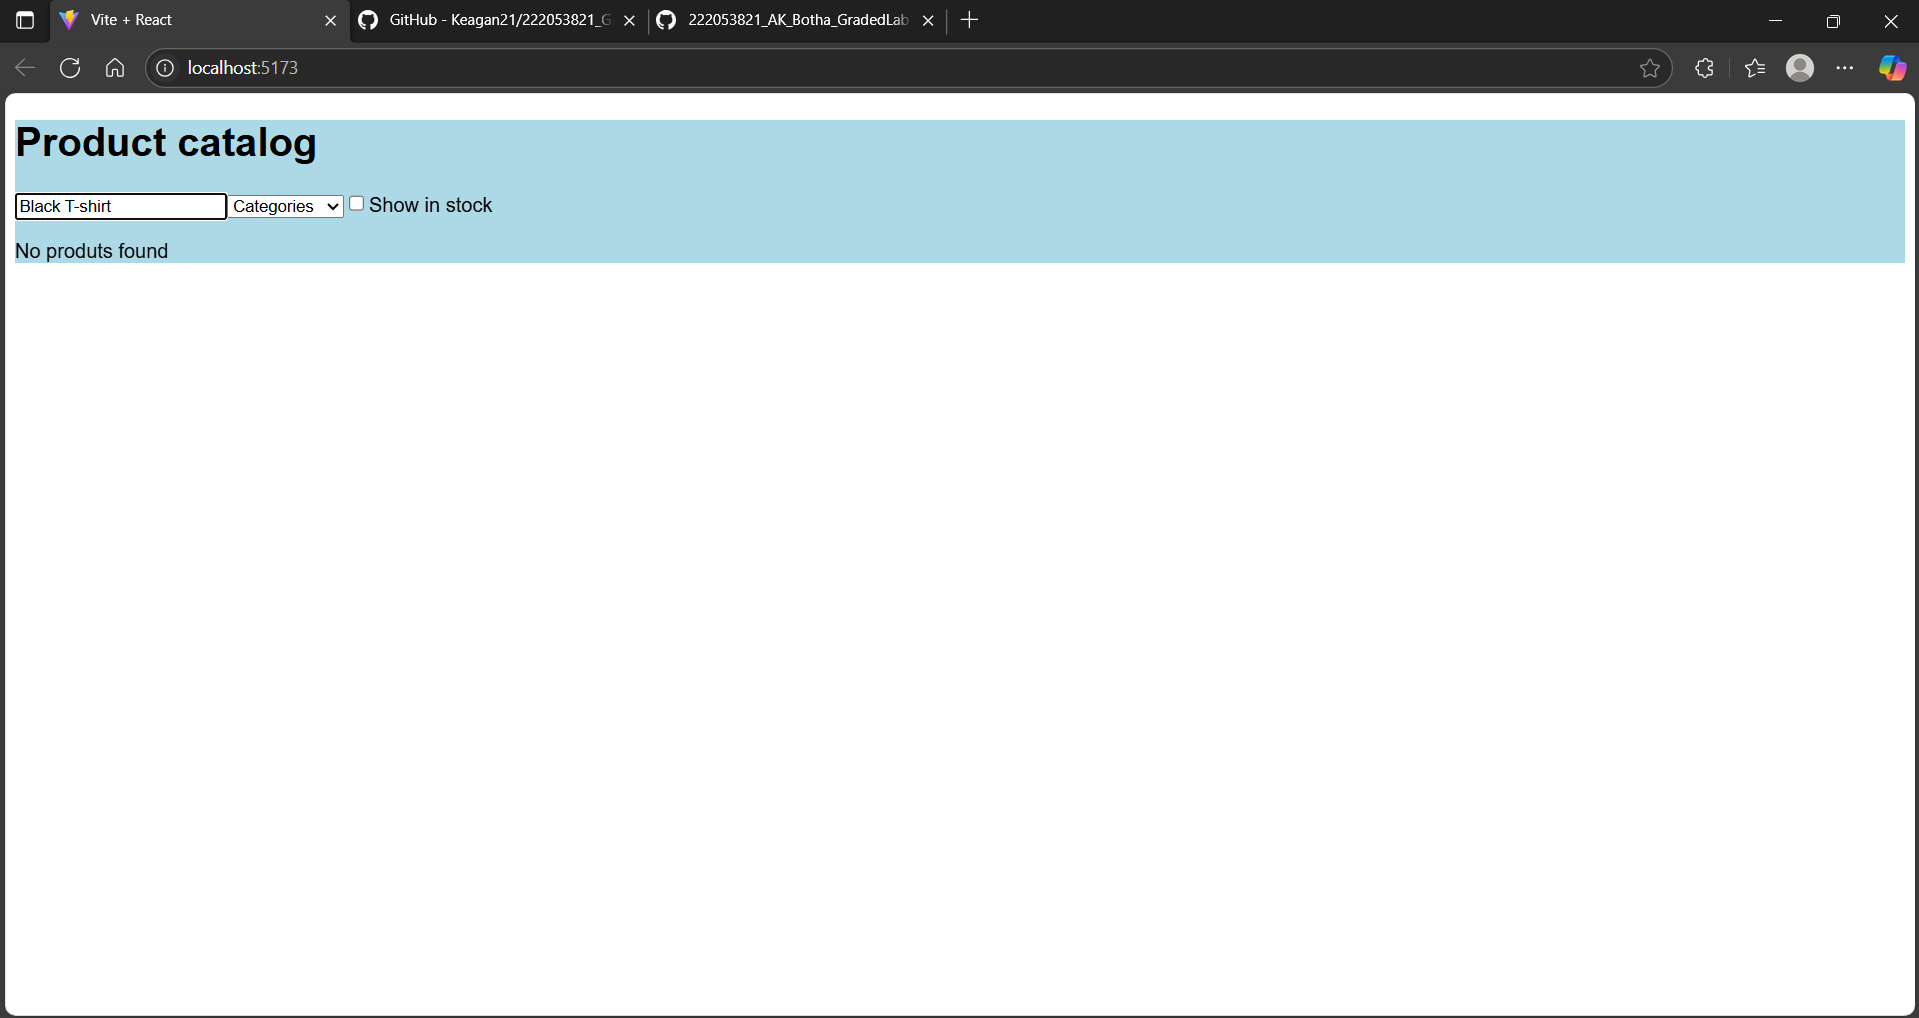 Vite + React
GitHub - Keagan21/222053821_G
222053821_AK_Botha_GradedLab
localhost:5173
Product catalog
Black T-shirt
Categories
Show in stock
No produts found